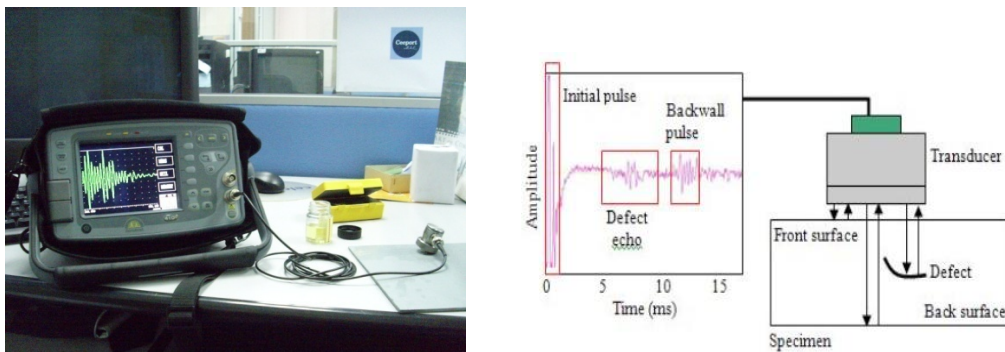 Initial pulse
Backwall
pulse
Defect
echo
Amplitude
0
5
10
15
Time (ms)
Transducer
Front surface
Defect
Back surface
Specimen